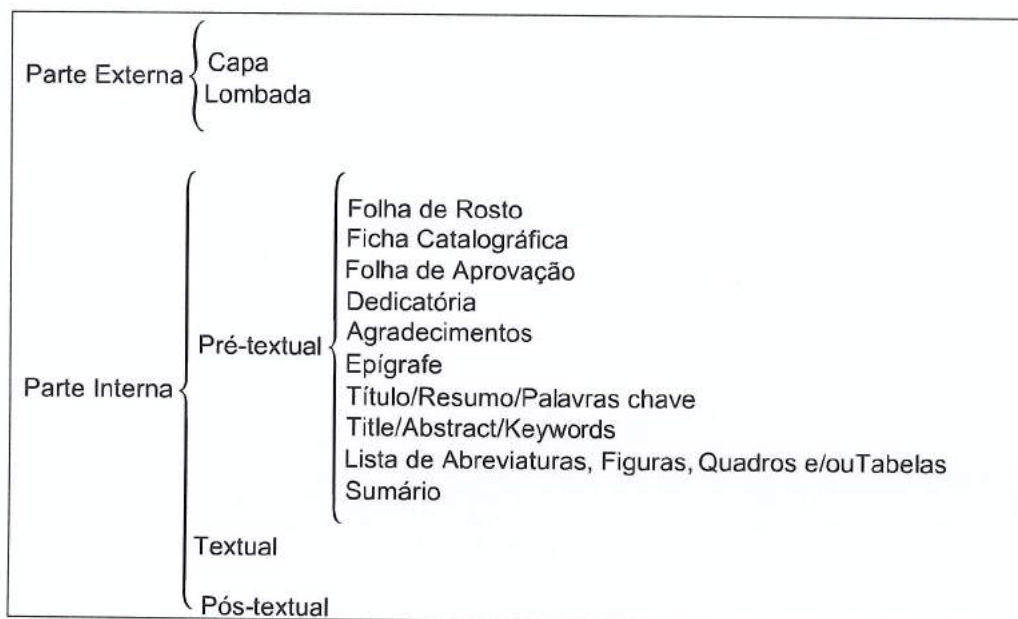 Parte Externa
Capa
Lombada
Parte Interna
Pré-textual
Folha de Rosto
Ficha Catalográfica
Folha de Aprovação
Dedicatória
Agradecimentos
Epígrafe
Título/Resumo/Palavras chave
Title/Abstract/Keywords
Lista de Abreviaturas, Figuras, Quadros e/ouTabelas
Sumário
Textual
Pós-textual